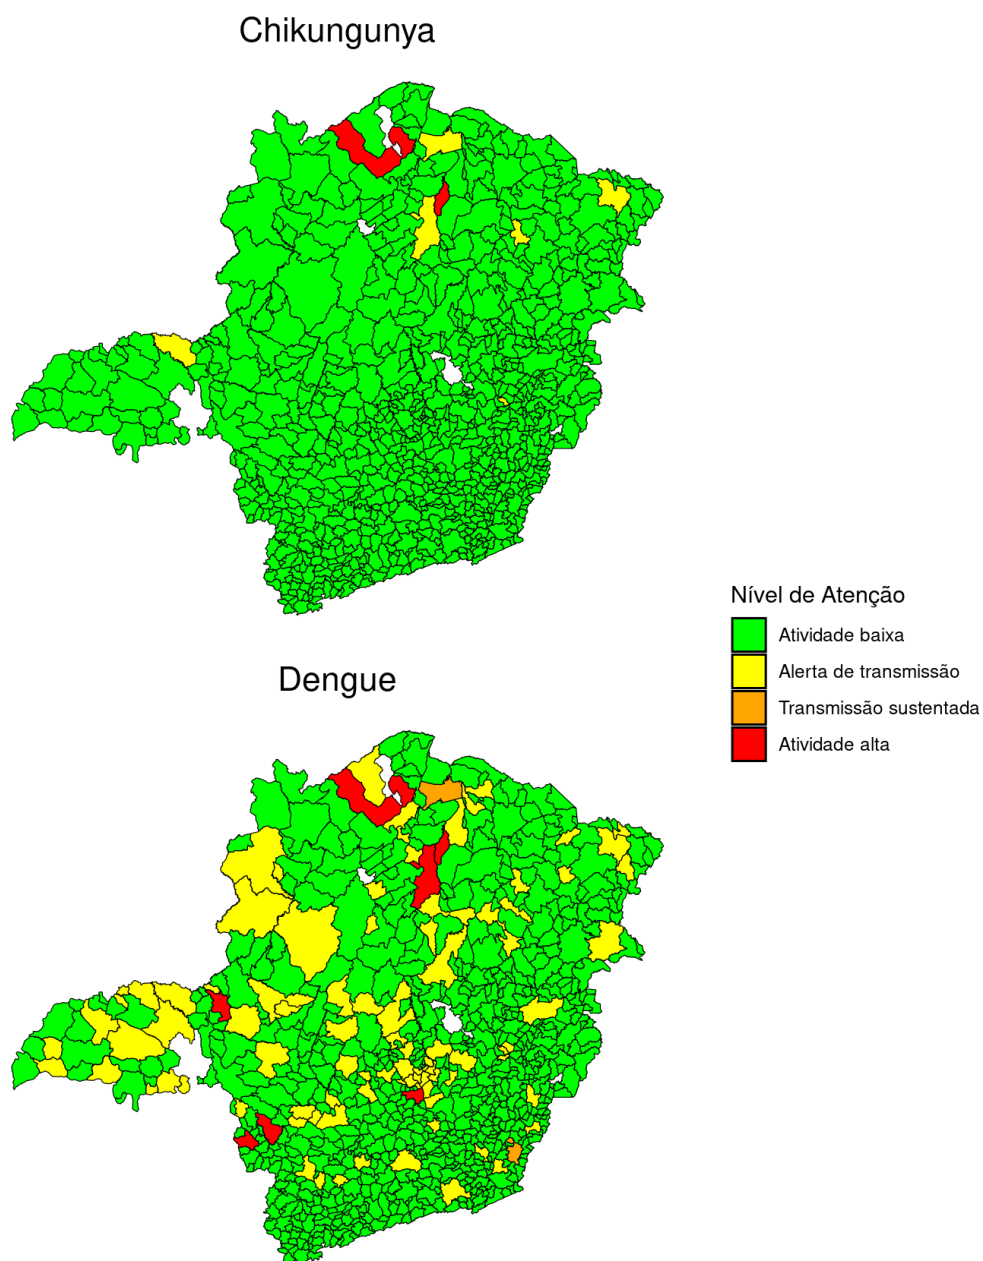 Chikungunya
Nível de Atenção
Atividade baixa
Alerta de transmissão
Transmissão sustentada
Atividade alta
Dengue